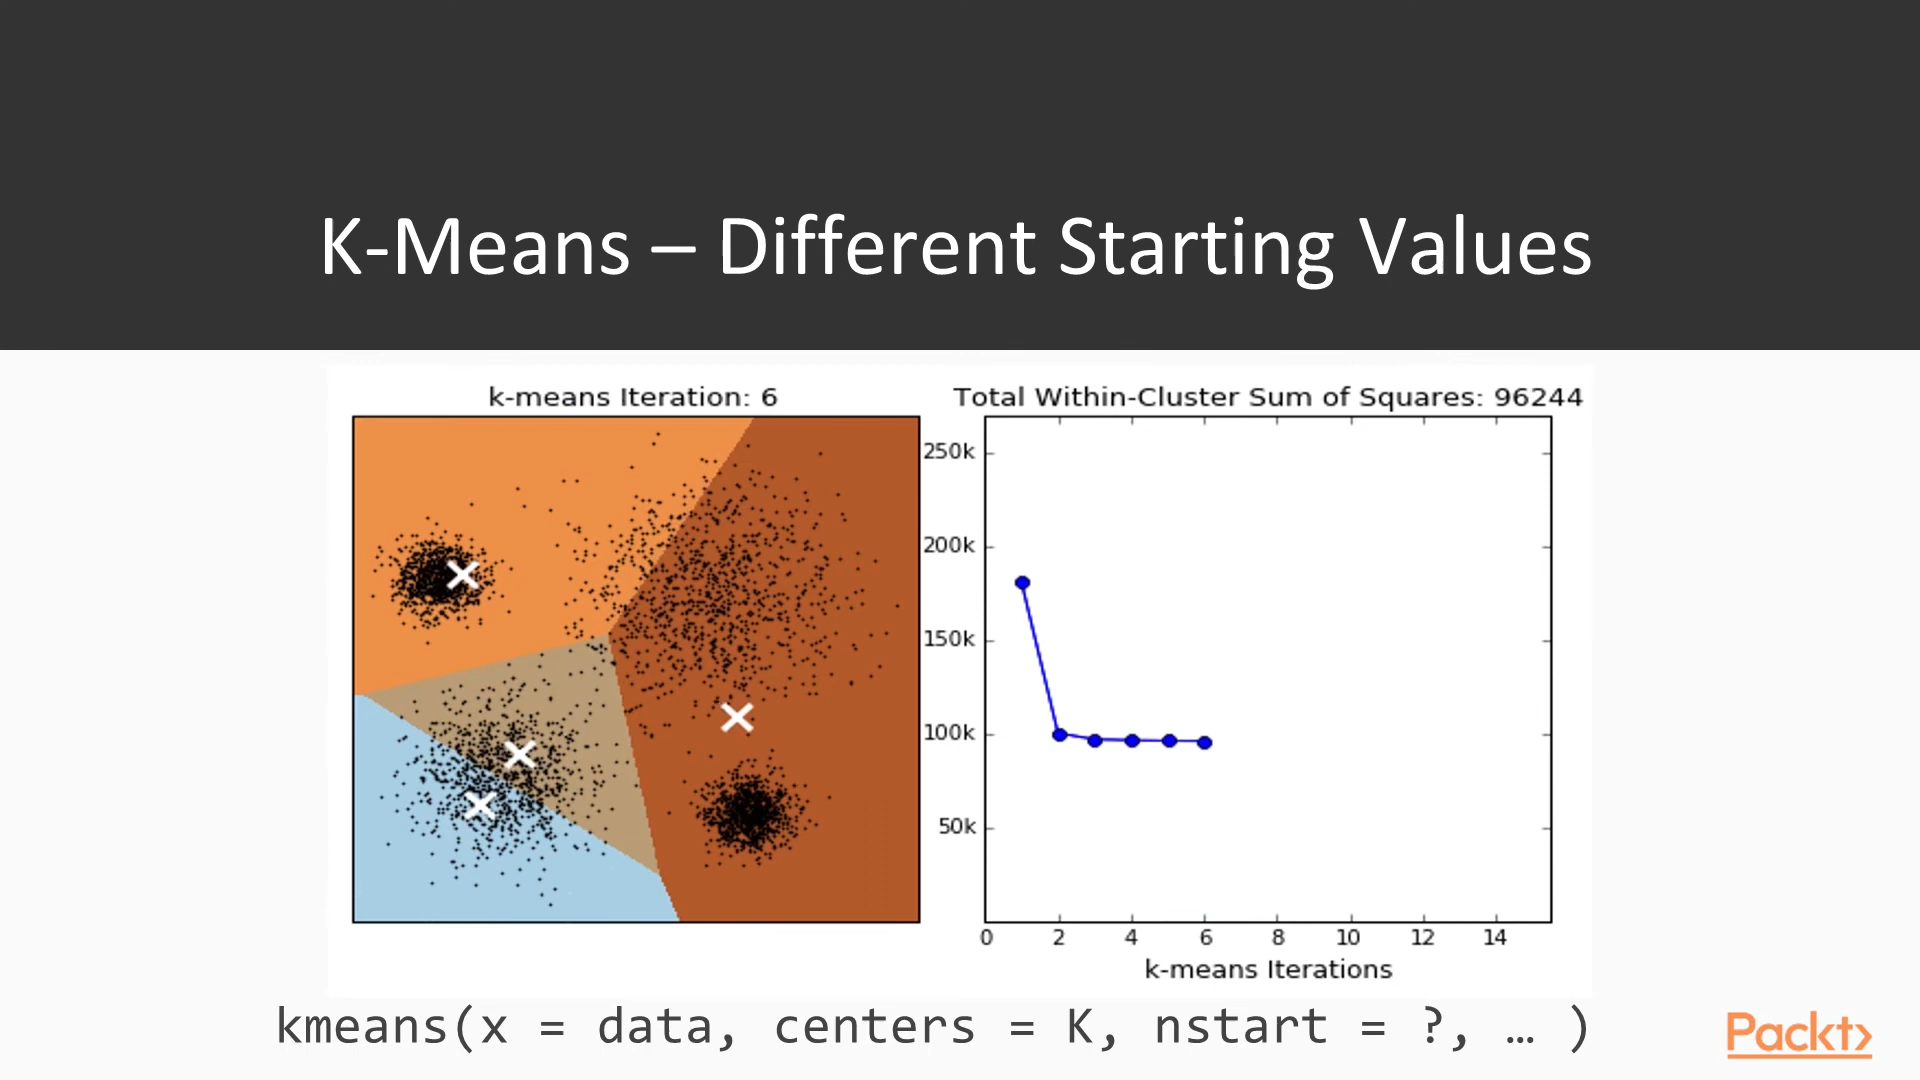 K-Means – Different Starting Values
k-means Iteration: 6
Total Within-Cluster Sum of Squares: 96244
250k
200k
150k
100k
50k
0 2 4 6 8 10 12 14
k-means Iterations
kmeans(x = data, centers = K, nstart = ?, … )
Packt>